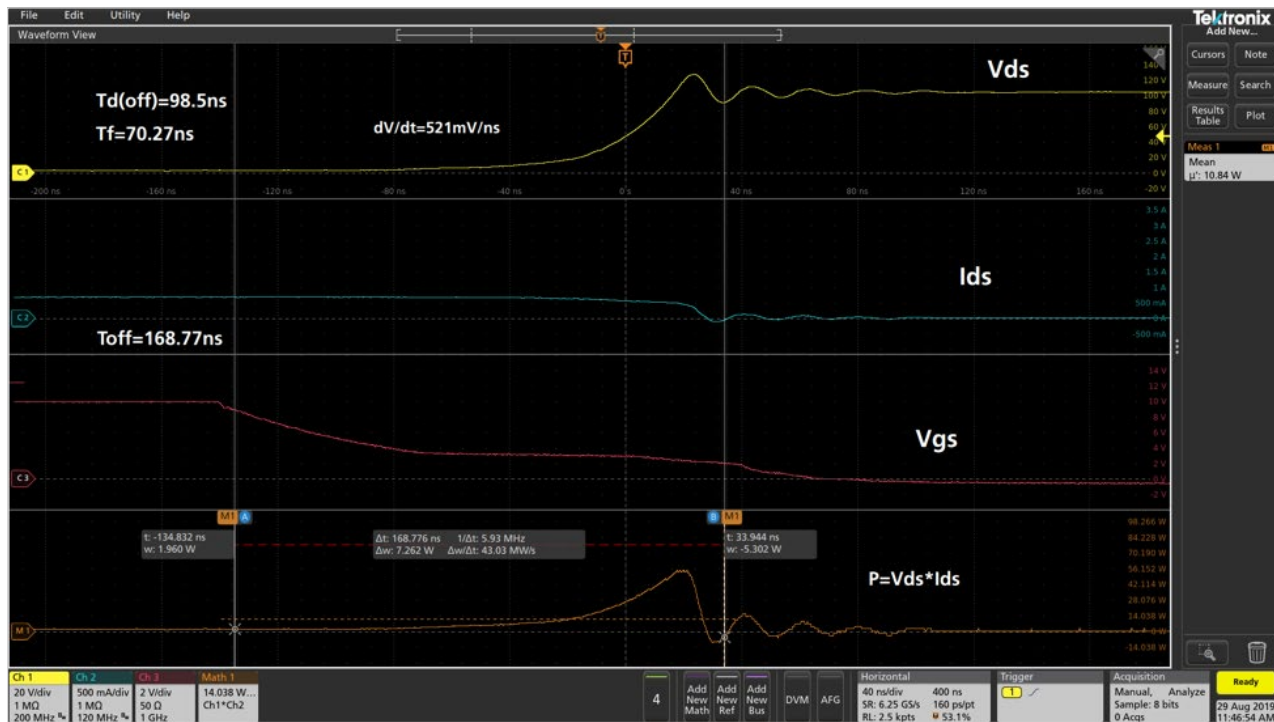 File Edit Utility Help
Tektronix
Waveform View
Add New...
Cursors Note
Measure Search
Results Table Plot
Meas 1
Mean
µ': 10.84 W
T
Vds
Td(off)=98.5ns
Tf=70.27ns
dV/dt=521mV/ns
140 V
120 V
100 V
80 V
60 V
40 V
20 V
0 V
-20 V
C 1
-200 ns -160 ns -120 ns -80 ns -40 ns 0 s 40 ns 80 ns 120 ns 160 ns
3.5 A
3 A
2.5 A
2 A
1.5 A
1 A
500 mA
0 A
-500 mA
Ids
C 2
Toff=168.77ns
14 V
10 V
8 V
6 V
4 V
2 V
-2 V
Vgs
C 3
M1 A B M1
98.266 W
84.228 W
70.190 W
56.152 W
42.114 W
28.076 W
14.038 W
0 W
-14.038 W
t: -134.832 ns
w: 1.960 W
Δt: 168.776 ns 1/Δt: 5.93 MHz
Δw: 7.262 W Δw/Δt: 43.03 MW/s
t: 33.944 ns
w: -5.302 W
P=Vds*Ids
M 1
Ch 1
20 V/div
1 MΩ
200 MHz
Ch 2
500 mA/div
1 MΩ
120 MHz
Ch 3
2 V/div
50 Ω
1 GHz
Math 1
14.038 W...
Ch1*Ch2
4
Add New Math
Add New Ref
Add New Bus
DVM
AFG
Horizontal
40 ns/div 400 ns
SR: 6.25 GS/s 160 ps/pt
RL: 2.5 kpts 53.1%
Trigger
1
Acquisition
Manual, Analyze
Sample: 8 bits
0 Acqs
Ready
29 Aug 2019
11:46:54 AM